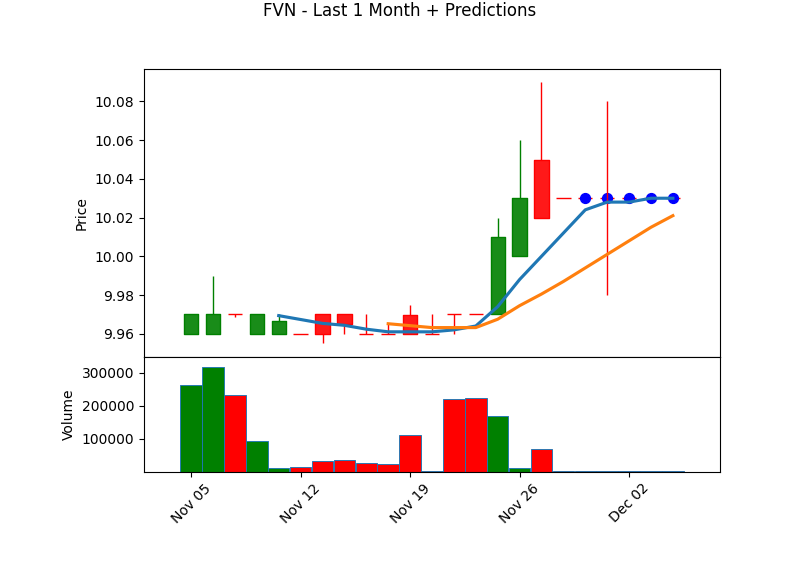 FVN - Last 1 Month + Predictions
10.08
10.06
10.04
10.02
10.00
9.98
9.96
Price
300000
200000
100000
Volume
Nov 05
Nov 12
Nov 19
Nov 26
Dec 02